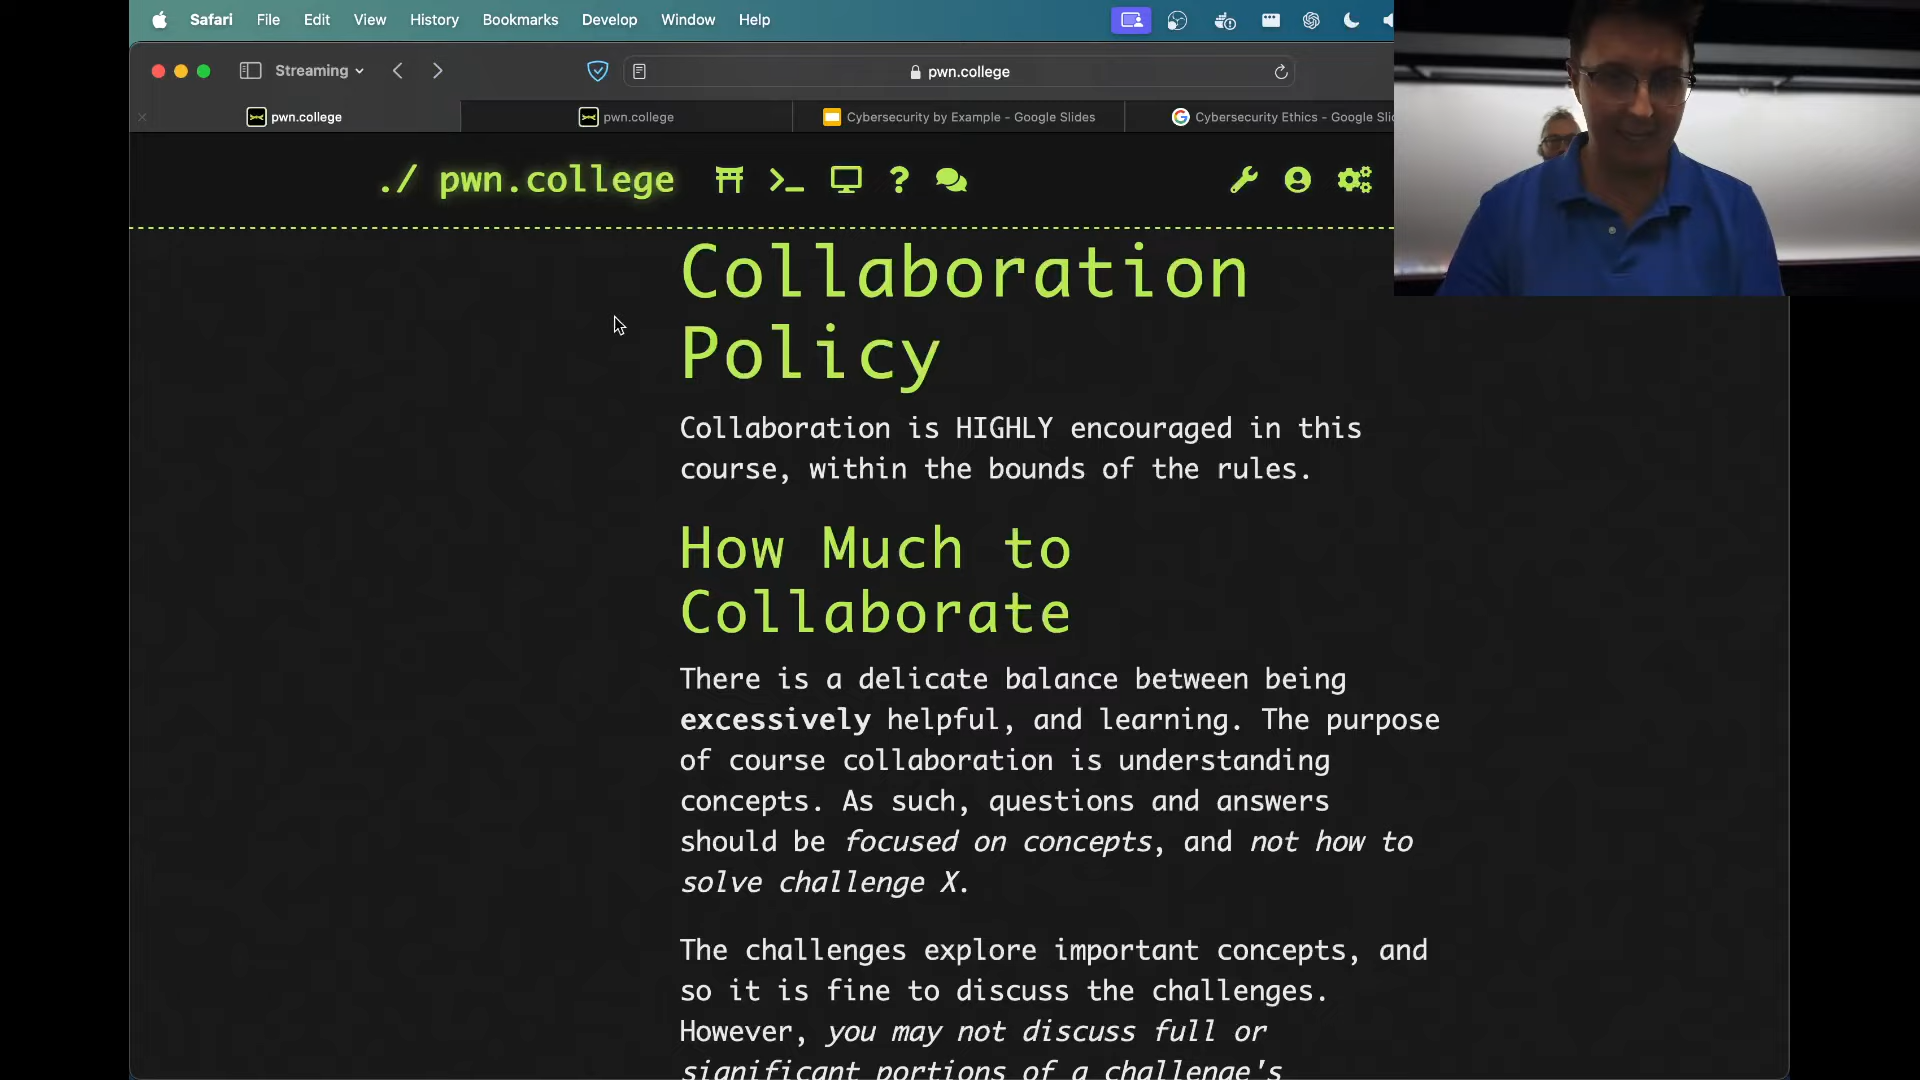 Safari File Edit View History Bookmarks Develop Window Help
Streaming
pwn.college
pwn.college
pwn.college
Cybersecurity by Example - Google Slides
Cybersecurity Ethics - Google Slid
./ pwn.college
Collaboration
Policy
Collaboration is HIGHLY encouraged in this
course, within the bounds of the rules.
How Much to
Collaborate
There is a delicate balance between being
excessively helpful, and learning. The purpose
of course collaboration is understanding
concepts. As such, questions and answers
should be focused on concepts, and not how to
solve challenge X.
The challenges explore important concepts, and
so it is fine to discuss the challenges.
However, you may not discuss full or
significant portions of a challenge's